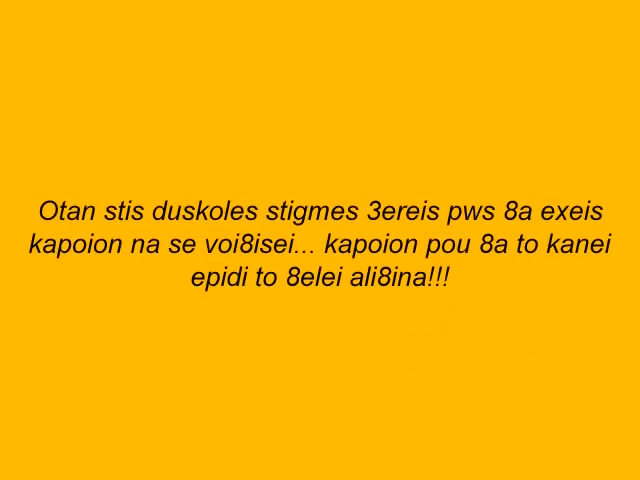 Otan stis duskoles stigmes 3ereis pws 8a exeis
kapoion na se voi8isei... kapoion pou 8a to kanei
epidi to 8elei ali8ina!!!